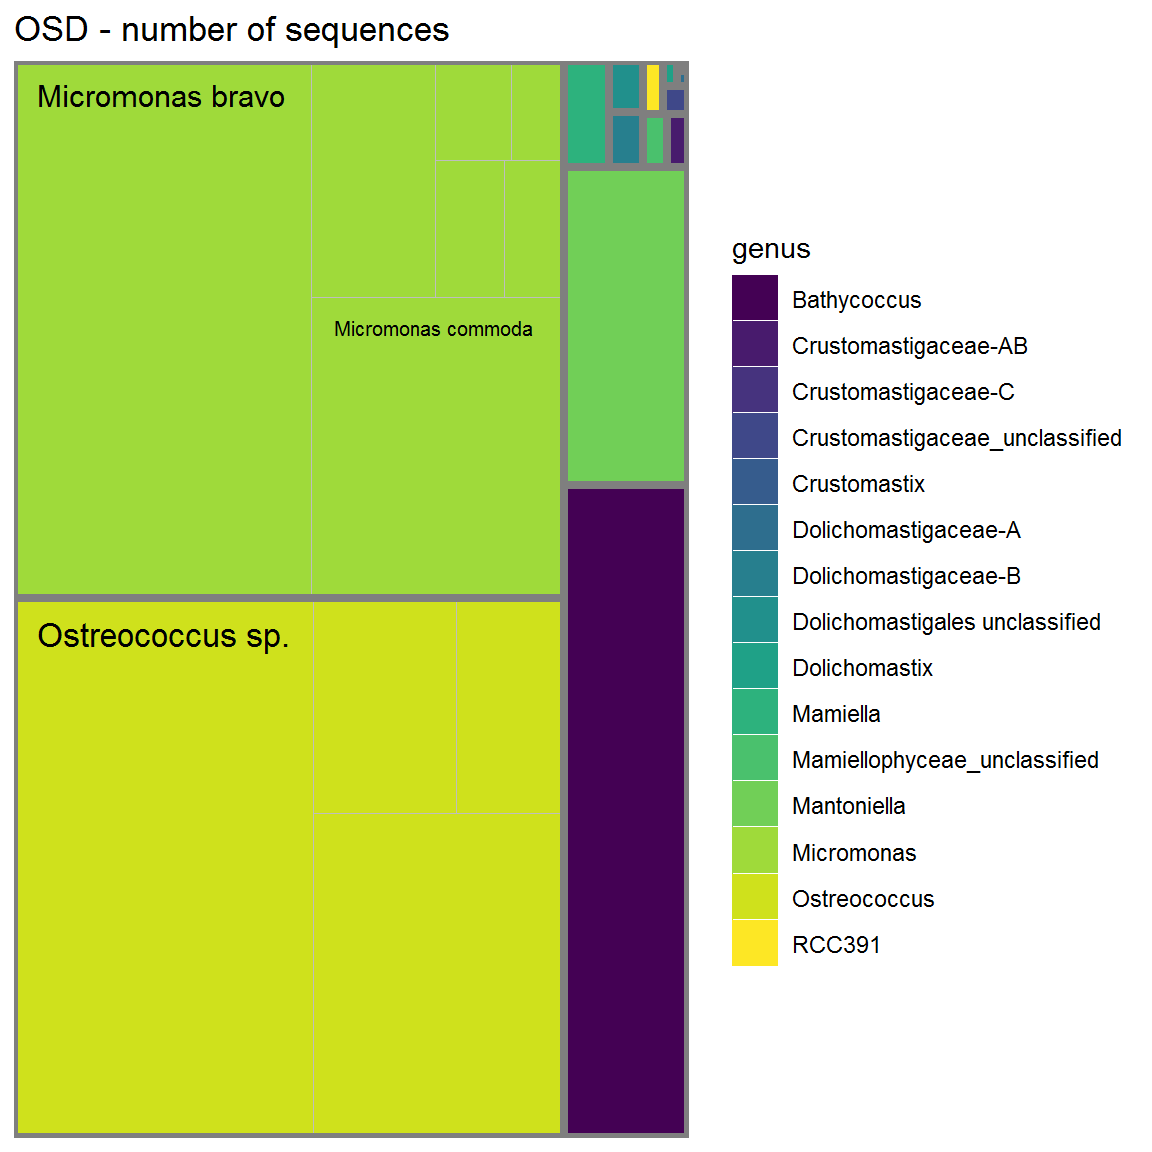 OSD - number of sequences
Micromonas bravo
Micromonas commoda
Ostreococcus sp.
genus
Bathycoccus
Crustomastigaceae-AB
Crustomastigaceae-C
Crustomastigaceae_unclassified
Crustomastix
Dolichomastigaceae-A
Dolichomastigaceae-B
Dolichomastigales unclassified
Dolichomastix
Mamiella
Mamiellophyceae_unclassified
Mantoniella
Micromonas
Ostreococcus
RCC391